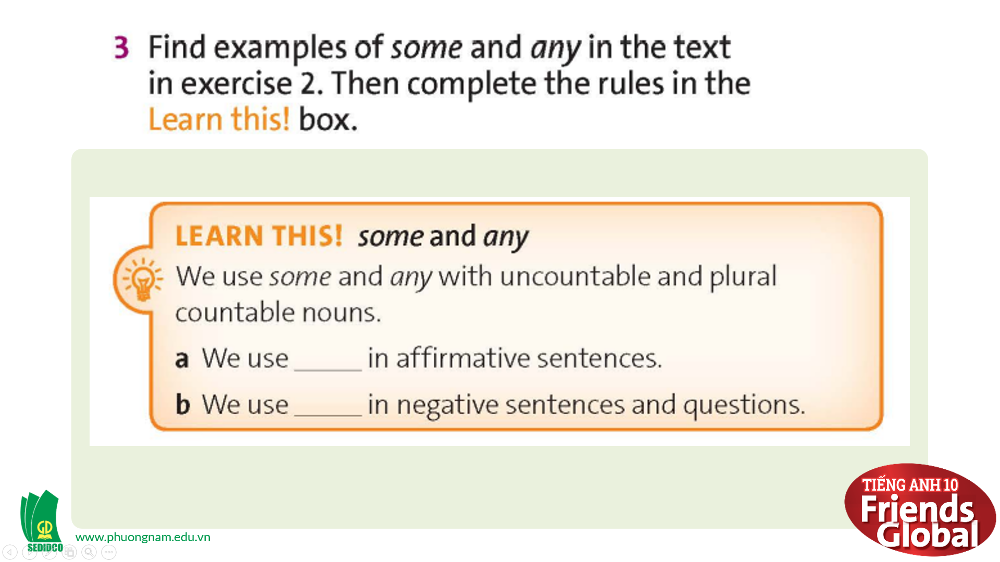 3 Find examples of some and any in the text
in exercise 2. Then complete the rules in the
Learn this! box.
LEARN THIS! some and any
We use some and any with uncountable and plural
countable nouns.
a We use _____ in affirmative sentences.
b We use _____ in negative sentences and questions.
GD
SEDIDCO
www.phuongnam.edu.vn
TIẾNG ANH 10
Friends
Global